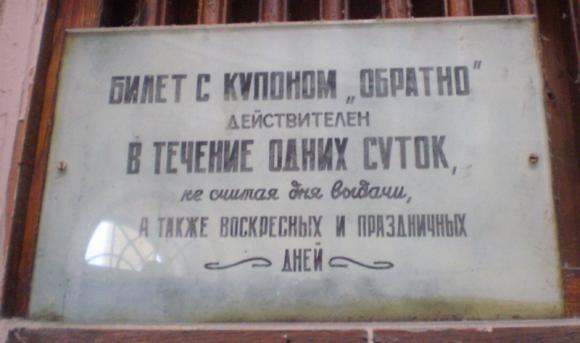 БИЛЕТ С КУПОНОМ „ОБРАТНО"
ДЕЙСТВИТЕЛЕН
В ТЕЧЕНИЕ ОДНИХ СУТОК,
не считая дня выдачи,
А ТАКЖЕ ВОСКРЕСНЫХ И ПРАЗДНИЧНЫХ
ДНЕЙ